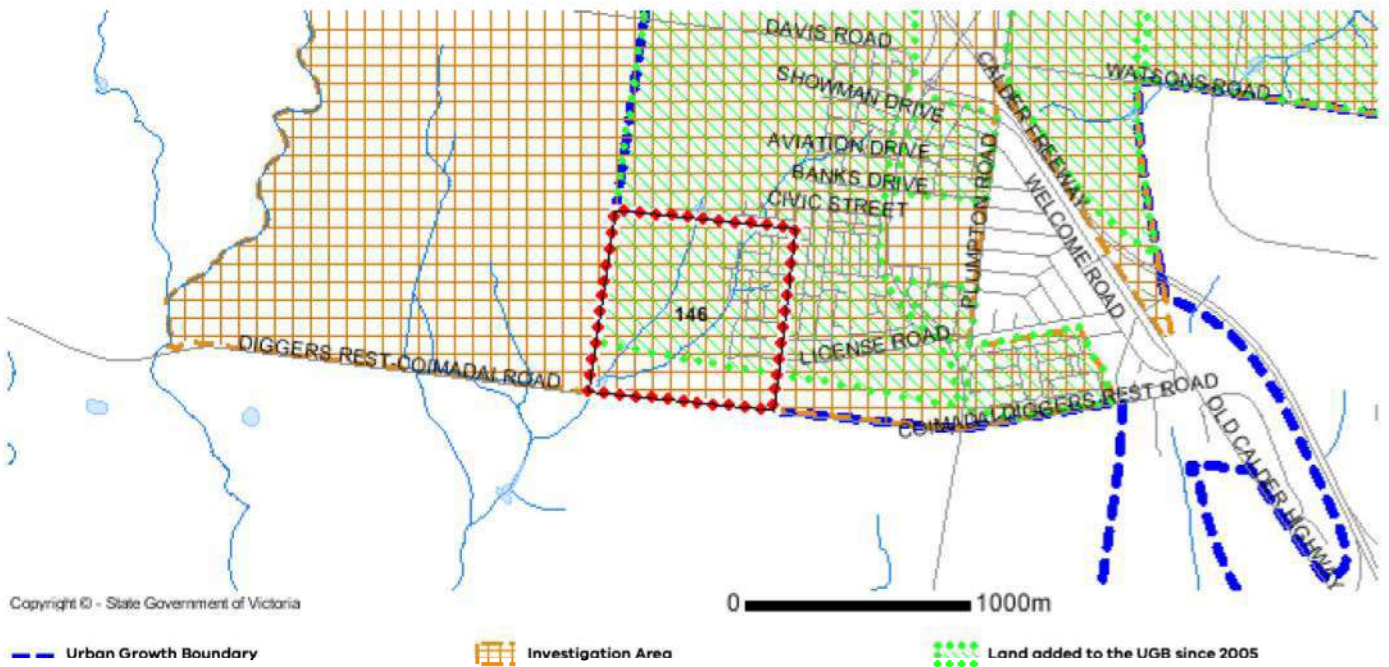 DAVIS ROAD
SHOWMAN DRIVE
CALDER FREEWAY
WATSONS ROAD
AVIATION DRIVE
BANKS DRIVE
CIVIC STREET
PLUMPTON ROAD
WELCOME ROAD
146
LICENSE ROAD
DIGGERS REST-COIMADAI ROAD
COIMADAI-DIGGERS REST ROAD
OLD CALDER HIGHWAY
Copyright © - State Government of Victoria
0 1000m
Urban Growth Boundary
Investigation Area
Land added to the UGB since 2005